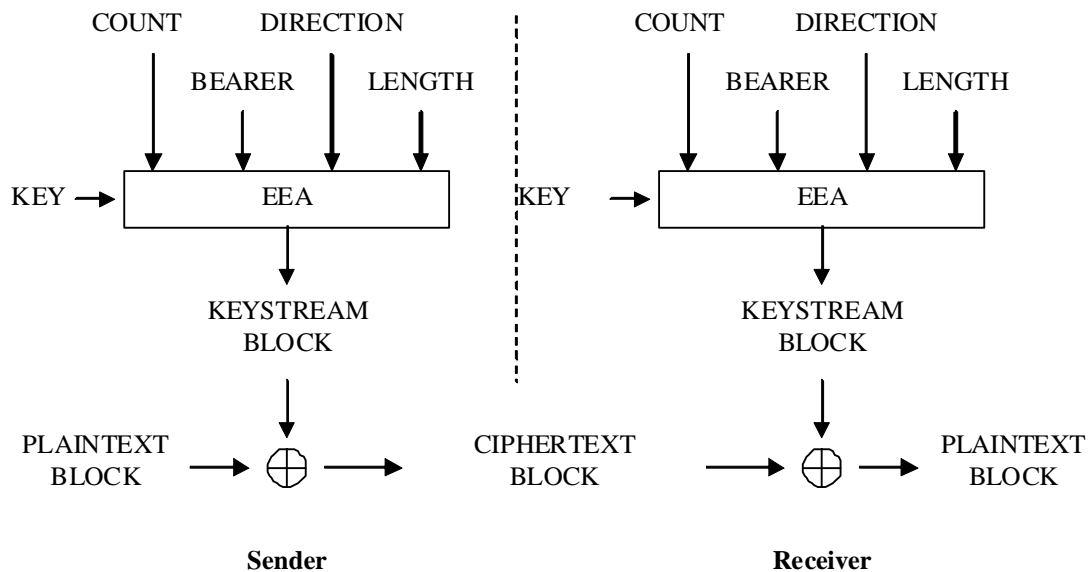 COUNT DIRECTION COUNT DIRECTION
BEARER LENGTH BEARER LENGTH
KEY EEA KEY EEA
KEYSTREAM KEYSTREAM
BLOCK BLOCK
PLAINTEXT CIPHERTEXT PLAINTEXT
BLOCK BLOCK BLOCK
Sender Receiver